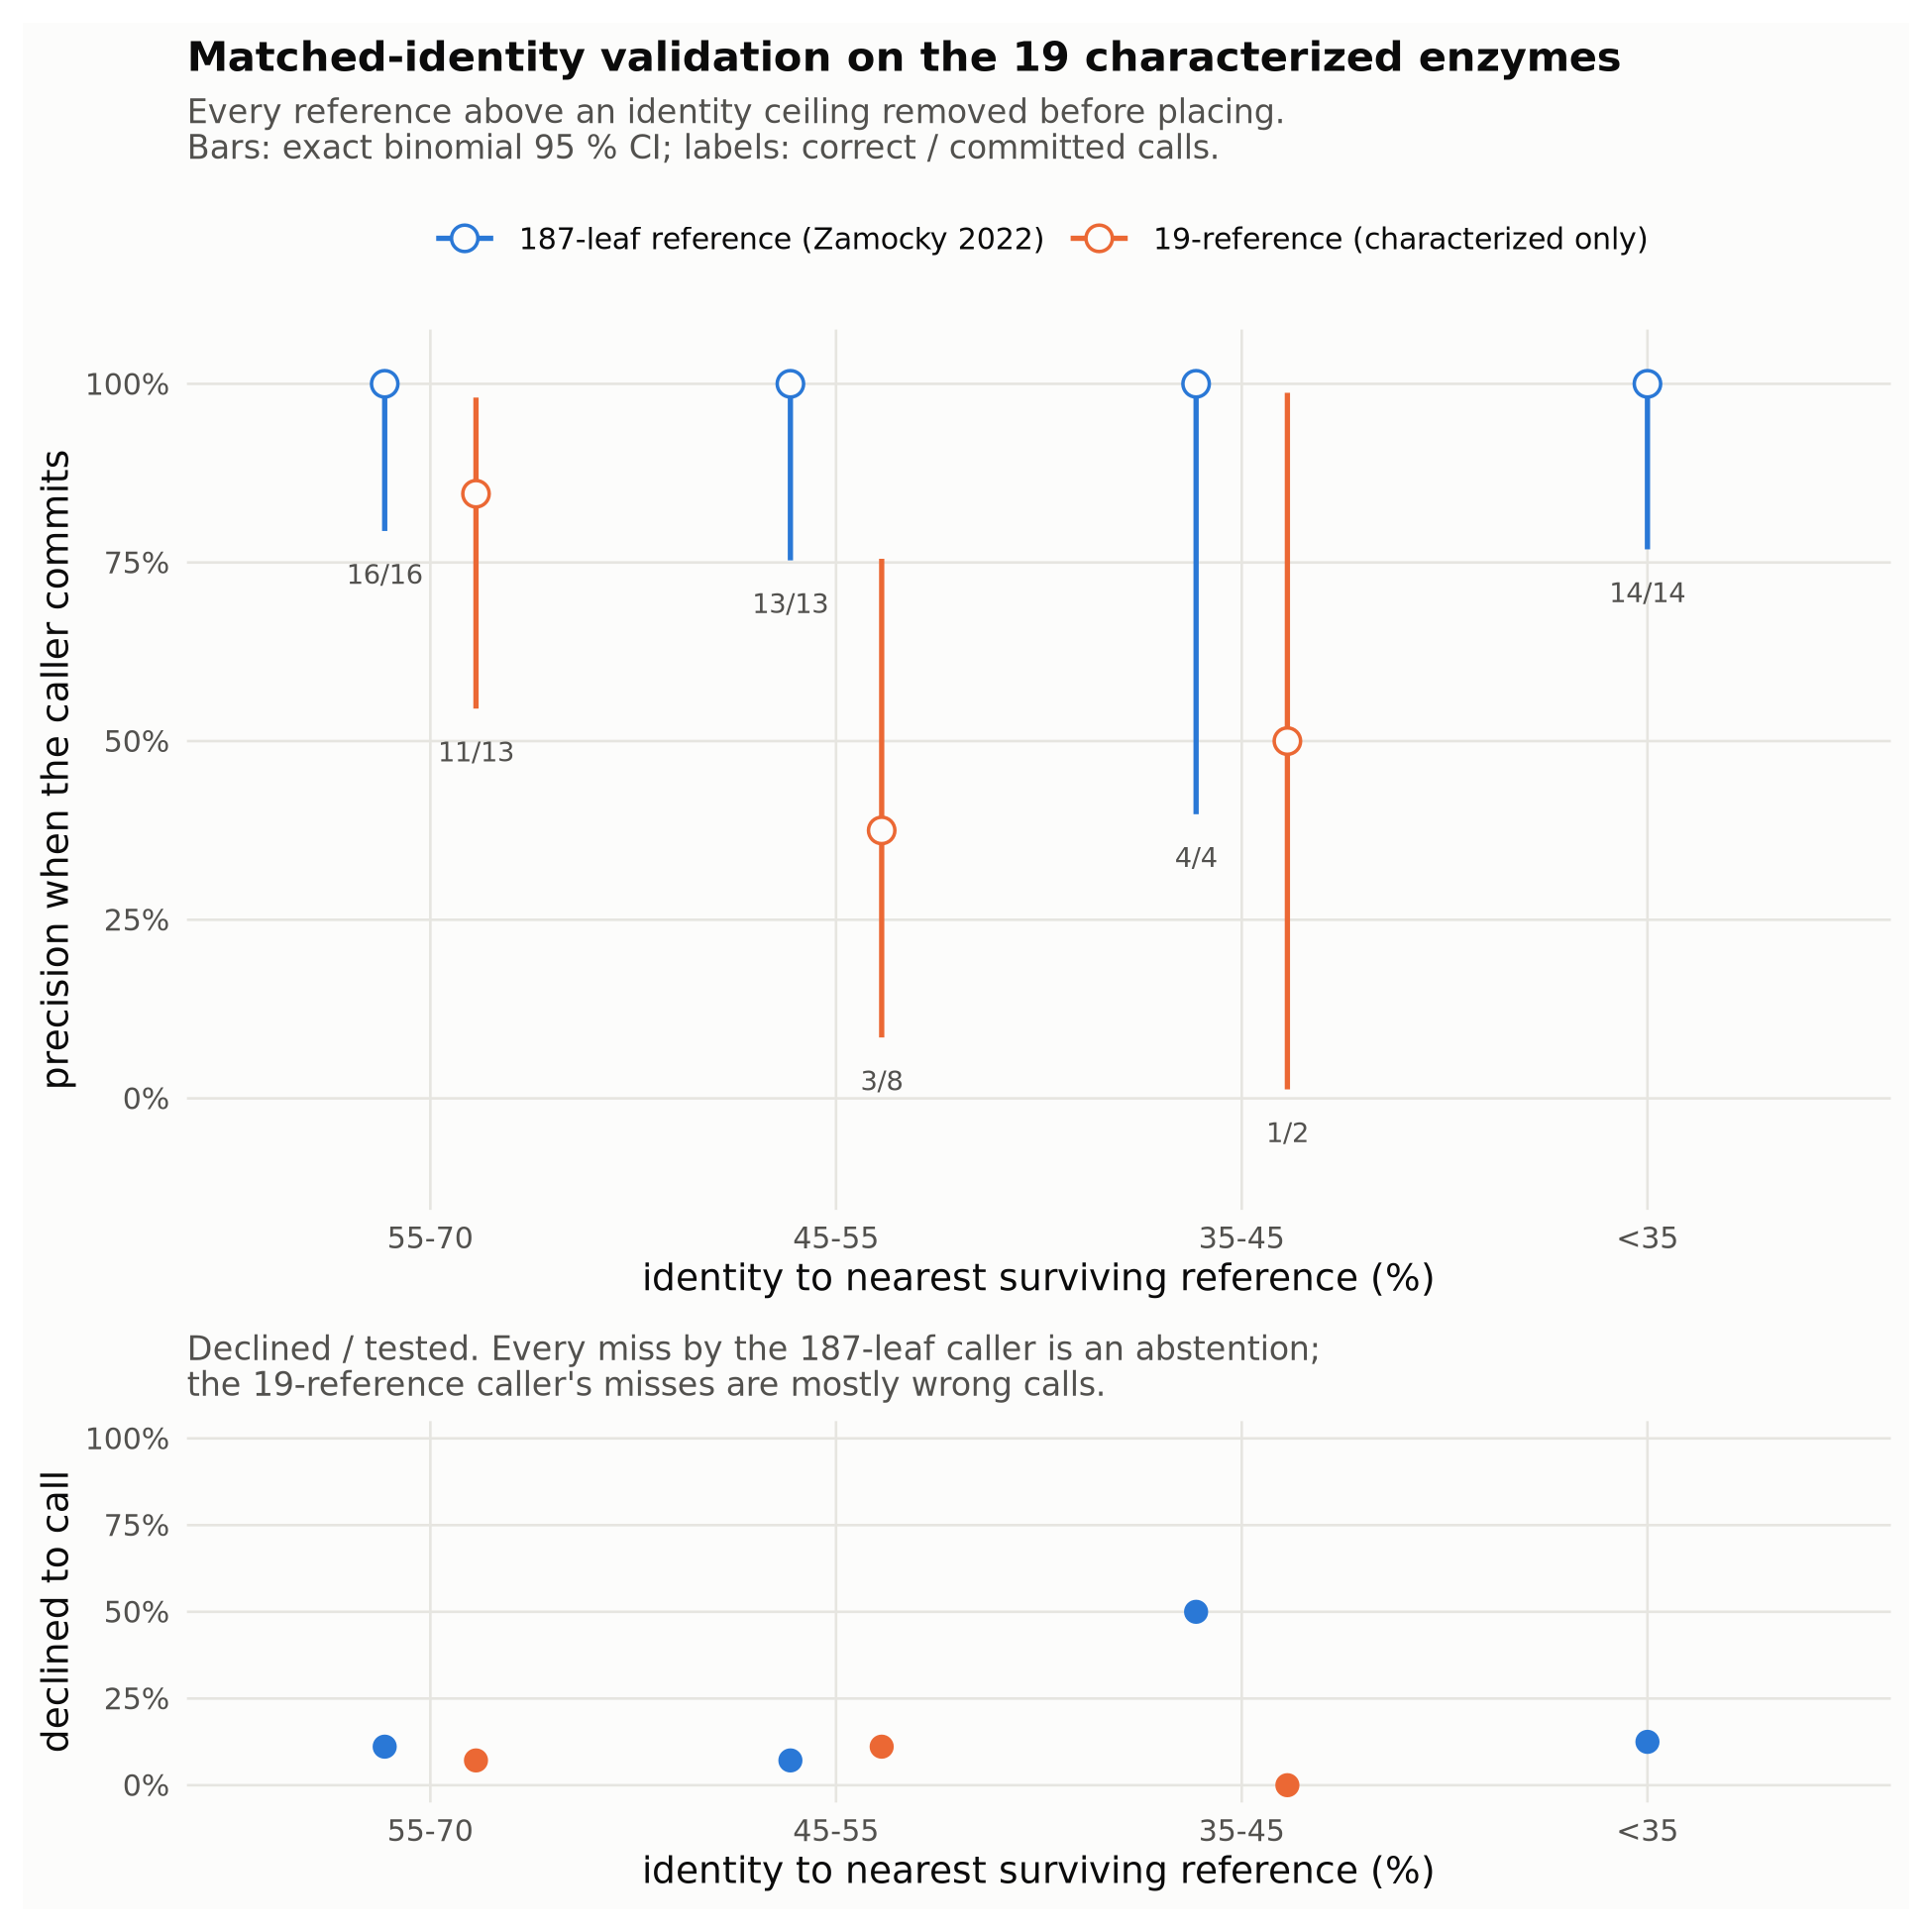 Matched-identity validation on the 19 characterized enzymes
Every reference above an identity ceiling removed before placing.
Bars: exact binomial 95 % CI; labels: correct / committed calls.
187-leaf reference (Zamocky 2022)
19-reference (characterized only)
precision when the caller commits
100%
75%
50%
25%
0%
16/16
11/13
13/13
3/8
4/4
1/2
14/14
55-70
45-55
35-45
<35
identity to nearest surviving reference (%)
Declined / tested. Every miss by the 187-leaf caller is an abstention;
the 19-reference caller's misses are mostly wrong calls.
declined to call
100%
75%
50%
25%
0%
55-70
45-55
35-45
<35
identity to nearest surviving reference (%)